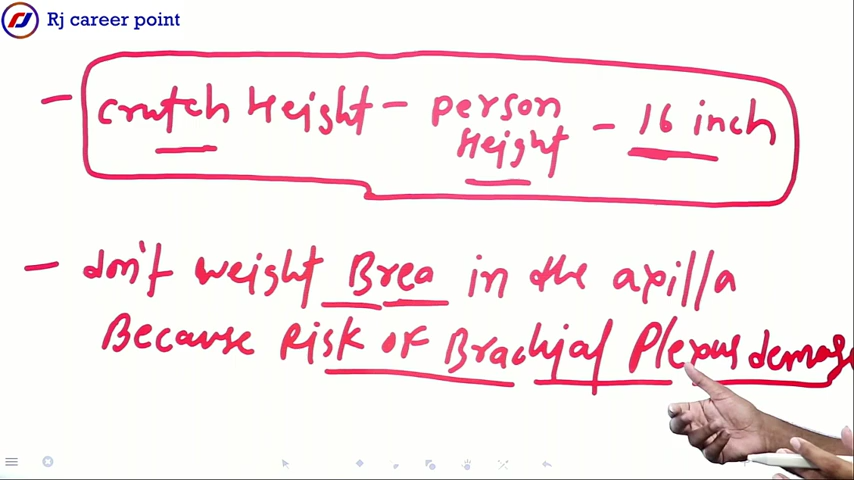 Rj career point
- crutch Height - person Height - 16 inch
- don't weight Brea in the axilla
Because Risk of Brachial Plexus demage